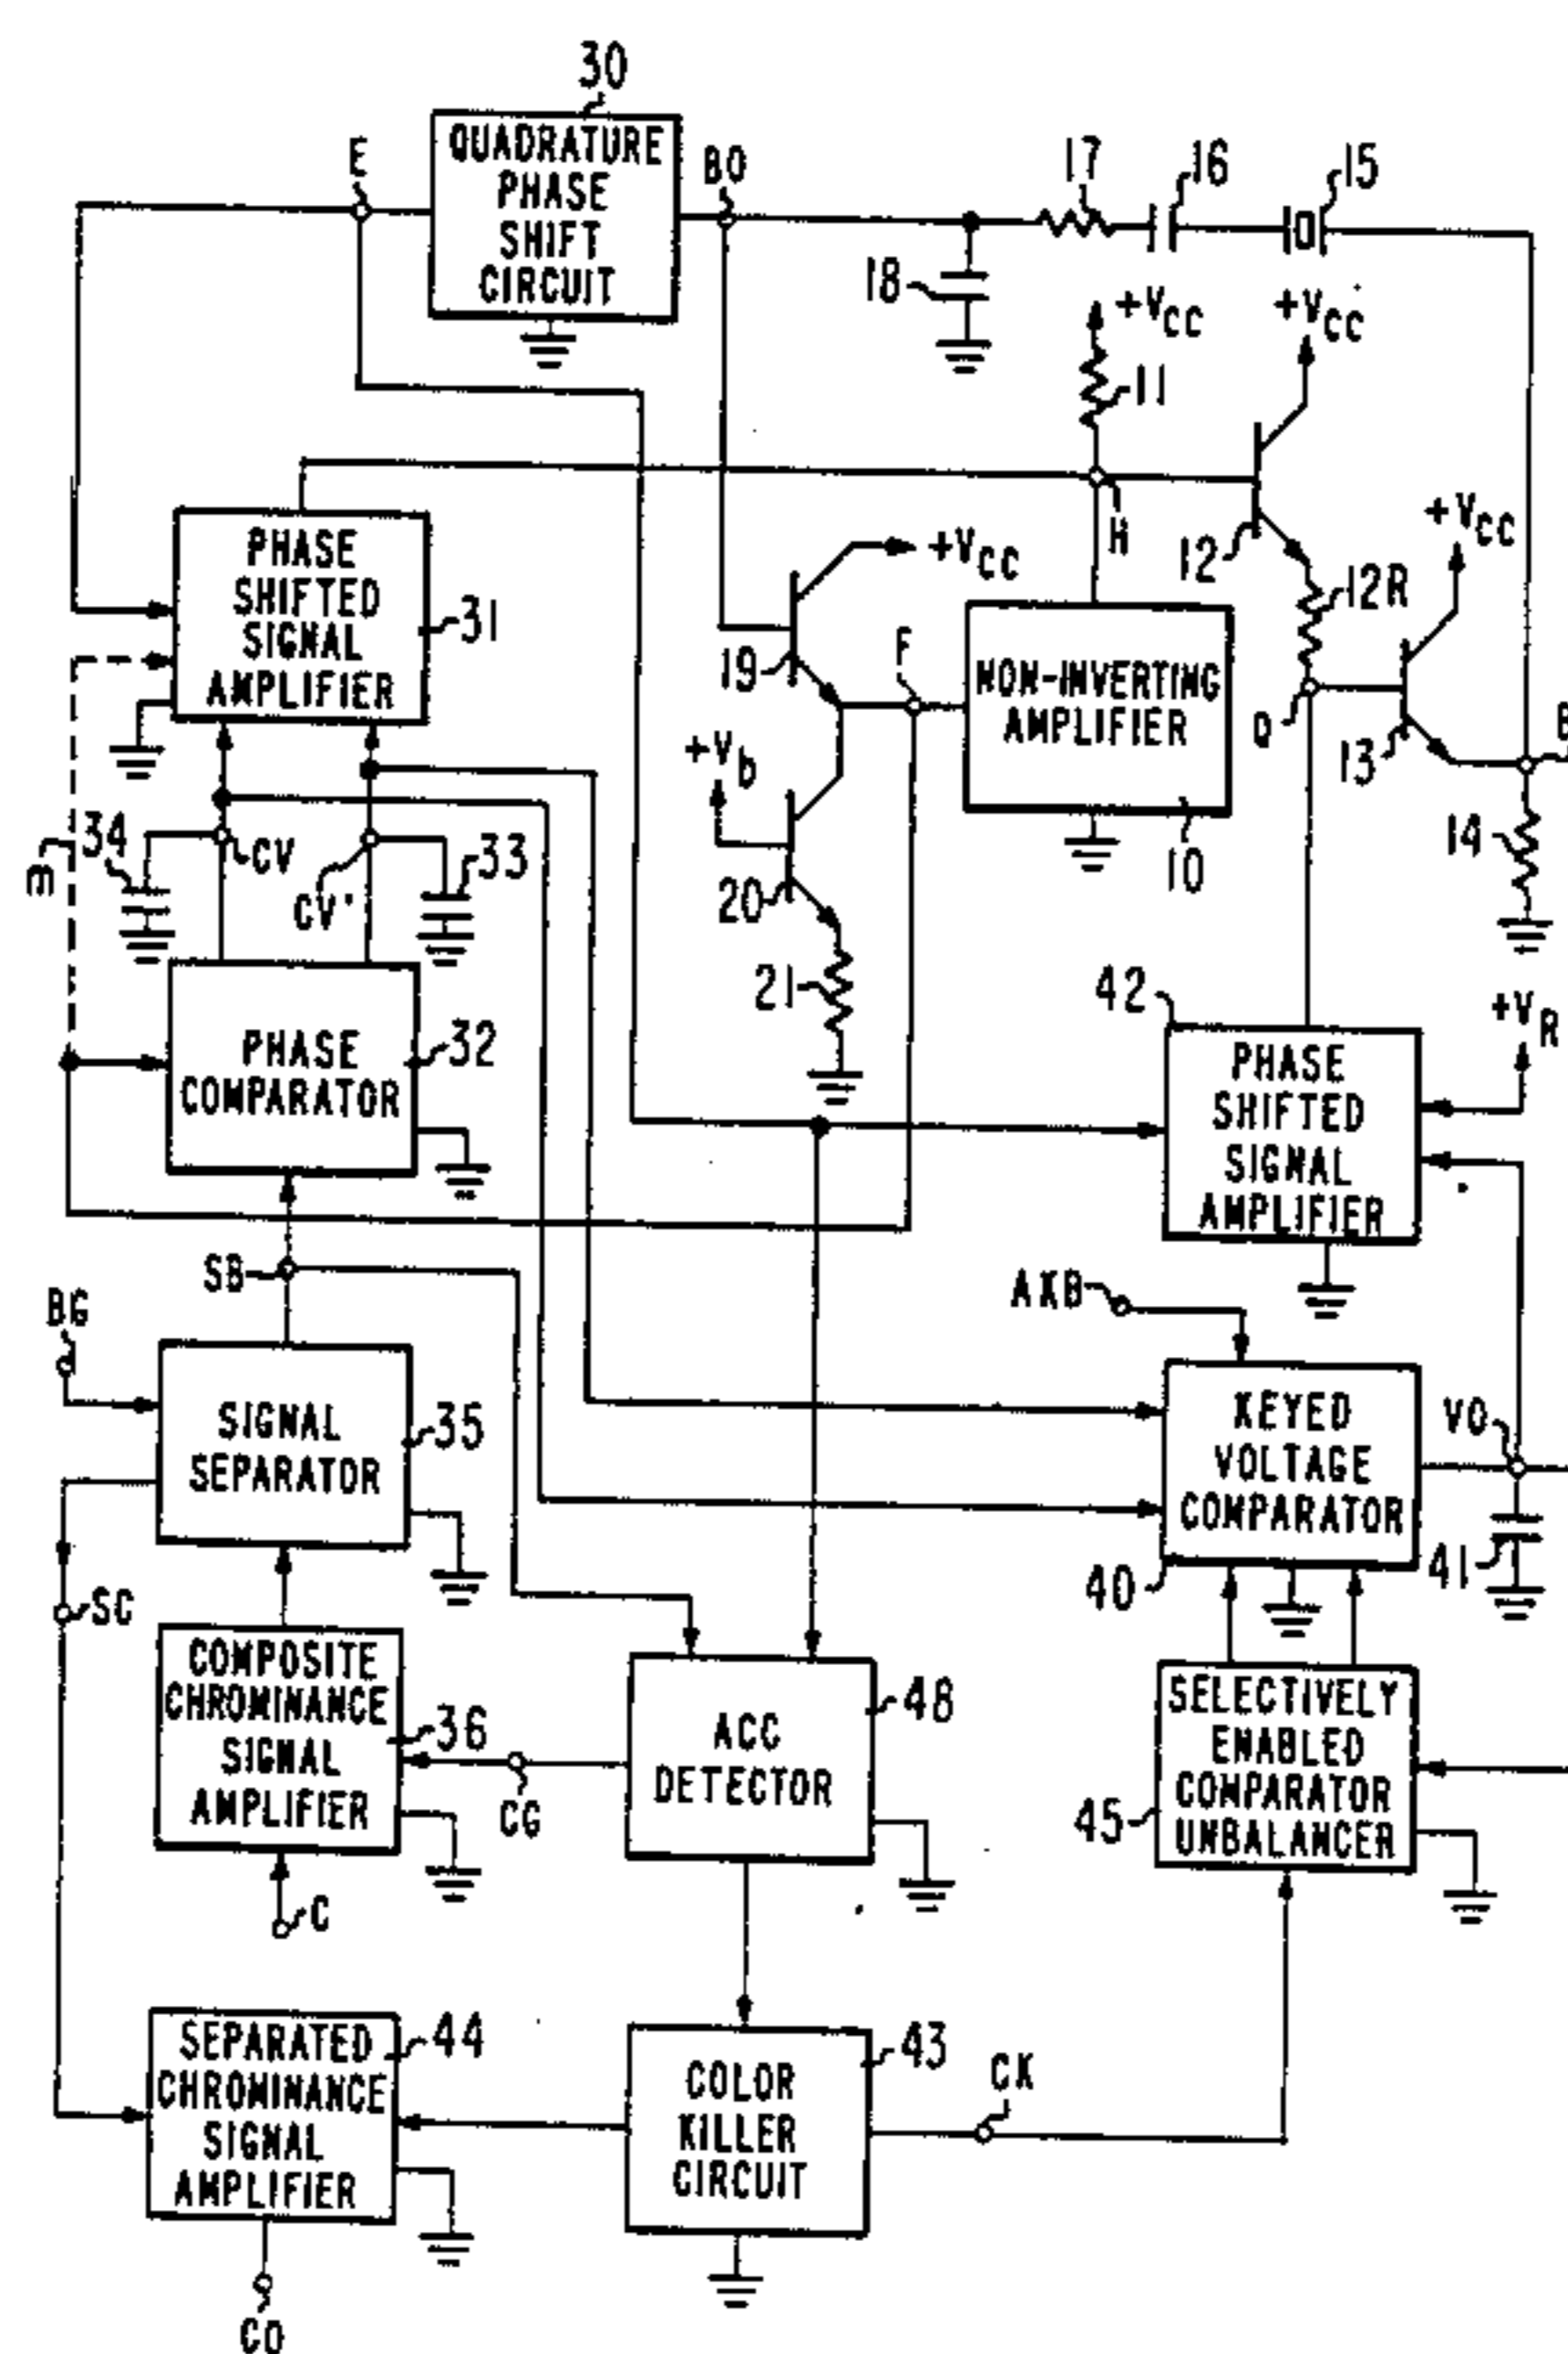 30
E
QUADRATURE
PHASE
SHIFT
CIRCUIT
BO
17
16
15
18
+VCC
+VCC
11
H
12
12R
+VCC
PHASE
SHIFTED
SIGNAL
AMPLIFIER
31
+VCC
19
F
NON-INVERTING
AMPLIFIER
10
Q
13
B
14
+Vb
20
21
m
34
CV
CV'
33
PHASE
COMPARATOR
32
42
PHASE
SHIFTED
SIGNAL
AMPLIFIER
+VR
SB
BG
SIGNAL
SEPARATOR
35
AXB
KEYED
VOLTAGE
COMPARATOR
40
VO
41
SC
COMPOSITE
CHROMINANCE
SIGNAL
AMPLIFIER
36
CG
C
ACC
DETECTOR
48
SELECTIVELY
ENABLED
COMPARATOR
UNBALANCER
45
SEPARATED
CHROMINANCE
SIGNAL
AMPLIFIER
44
COLOR
KILLER
CIRCUIT
43
CK
CO